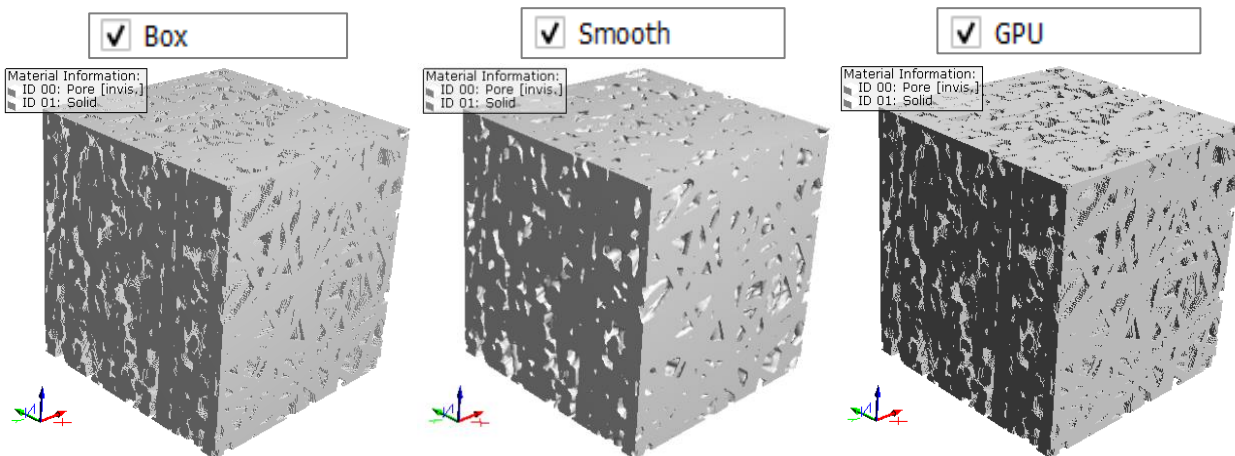 Box
Smooth
GPU
Material Information:
ID 00: Pore [invis.]
ID 01: Solid
Material Information:
ID 00: Pore [invis.]
ID 01: Solid
Material Information:
ID 00: Pore [invis.]
ID 01: Solid